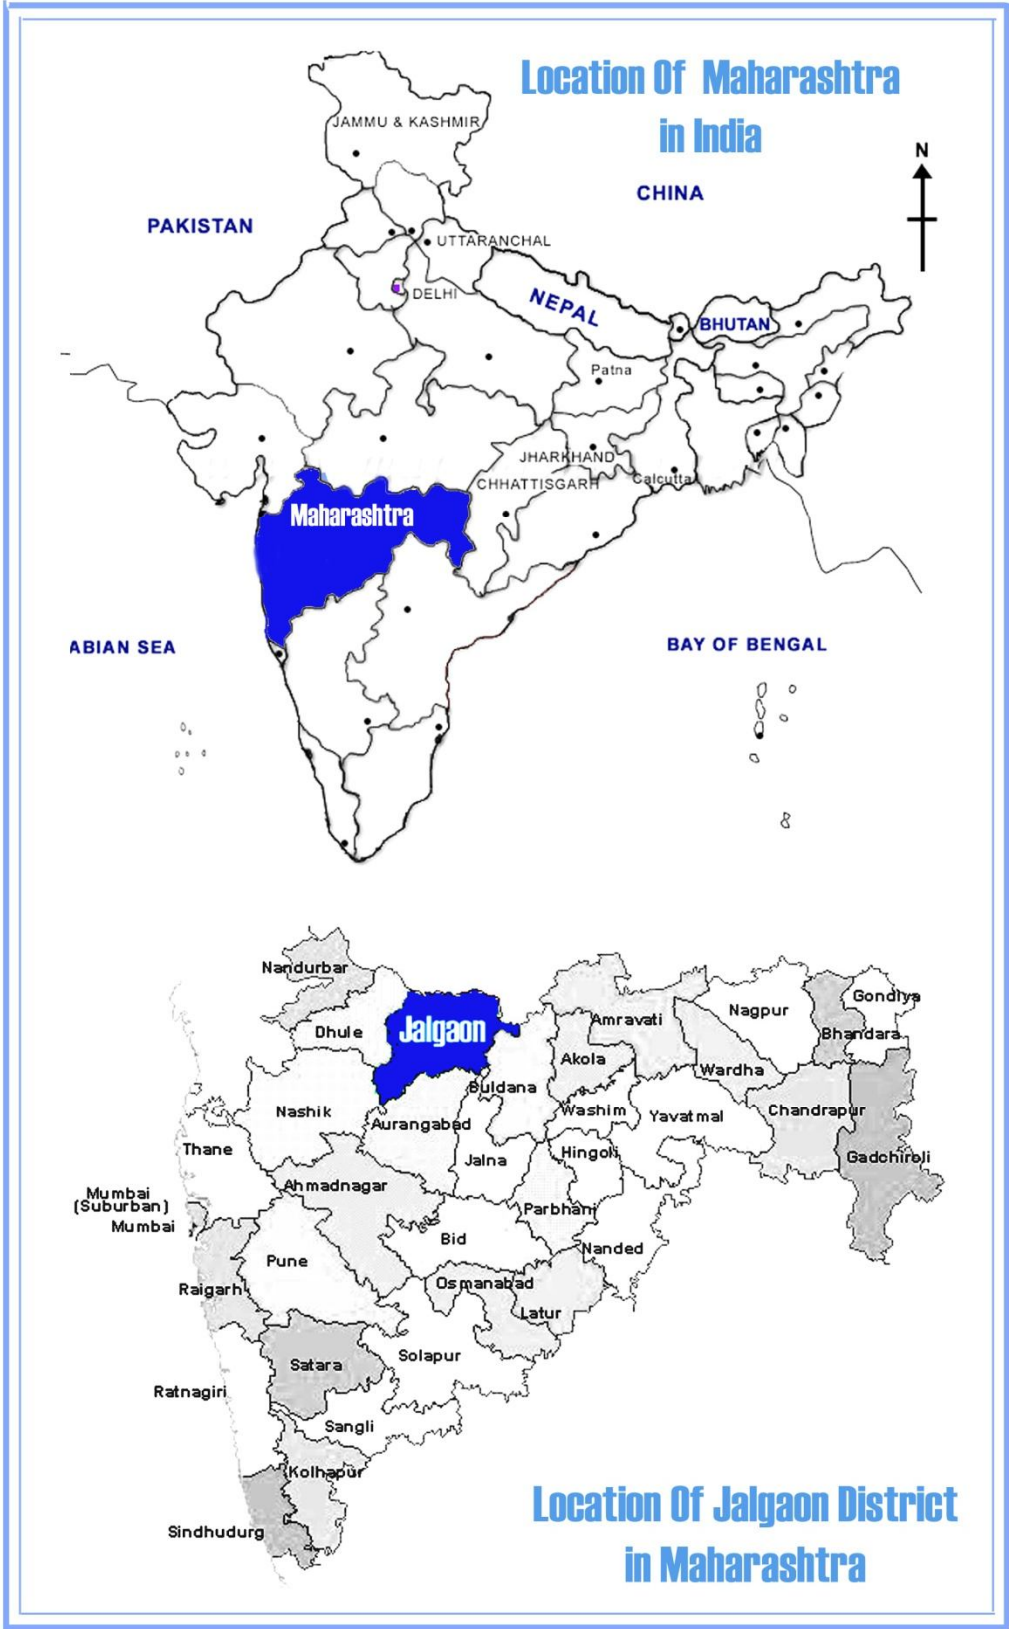 Location Of Maharashtra
in India
JAMMU & KASHMIR
N
CHINA
PAKISTAN
UTTARANCHAL
DELHI
NEPAL
BHUTAN
Patna
JHARKHAND
CHHATTISGARH
Calcutta
Maharashtra
ABIAN SEA
BAY OF BENGAL
Nandurbar
Dhule
Jalgaon
Amravati
Nagpur
Gondiya
Bhandara
Akola
Wardha
Buldana
Nashik
Aurangabad
Washim
Yavatmal
Chandrapur
Thane
Jalna
Hingoli
Gadchiroli
Ahmadnagar
Mumbai
(Suburban)
Mumbai
Parbhani
Bid
Nanded
Pune
Raigarh
Osmanabad
Latur
Solapur
Satara
Ratnagiri
Sangli
Kolhapur
Sindhudurg
Location Of Jalgaon District
in Maharashtra